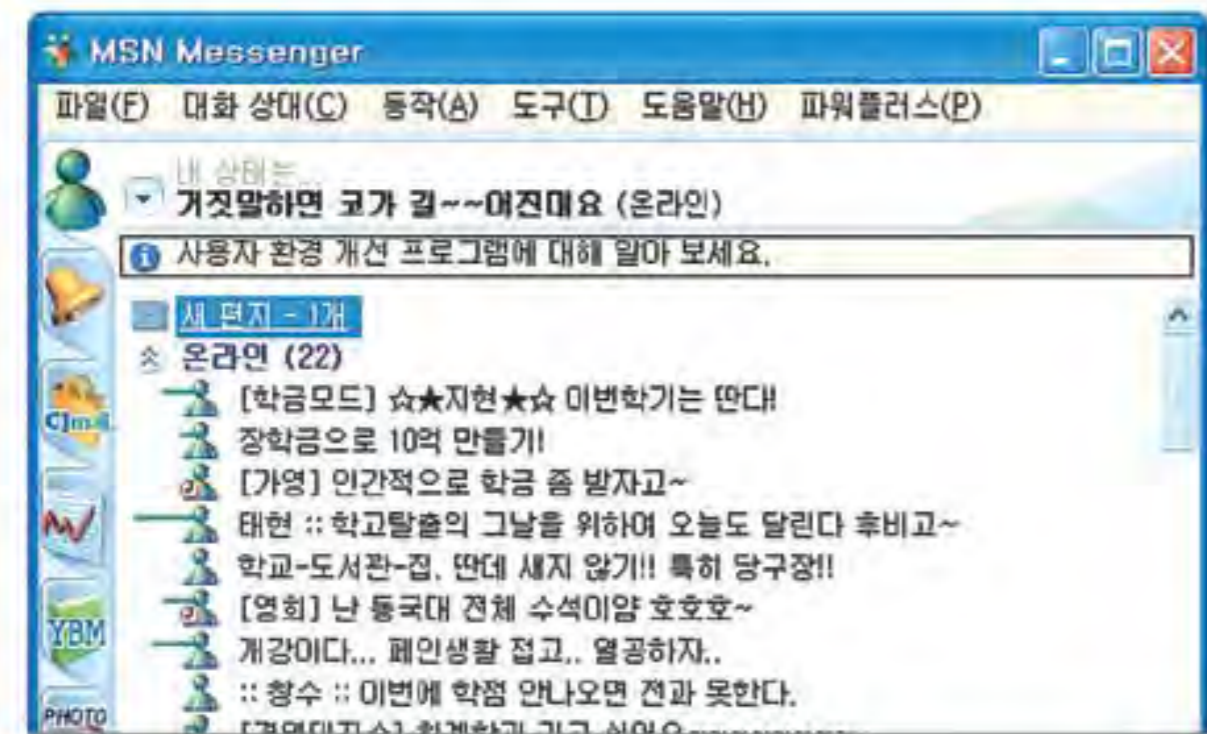 MSN Messenger
파일(F) 대화 상대(C) 동작(A) 도구(T) 도움말(H) 파워플러스(P)
내 상태는...
거짓말하면 코가 길~~어진대요 (온라인)
사용자 환경 개선 프로그램에 대해 알아 보세요.
새 편지 - 1개
온라인 (22)
[학금모드] ☆★지현★☆ 이번학기는 딴대!
장학금으로 10억 만들기!
[가영] 인간적으로 학금 좀 받자고~
태현 :: 학고탈출의 그날을 위하여 오늘도 달린다 후비고~
학교-도서관-집. 딴데 새지 않기!! 특히 당구장!!
[영희] 난 동국대 전체 수석이얌 호호호~
개강이다... 폐인생활 접고.. 열공하자..
:: 창수 :: 이번에 학점 안나오면 전과 못한다.
CJmall
YBM
PHOTO